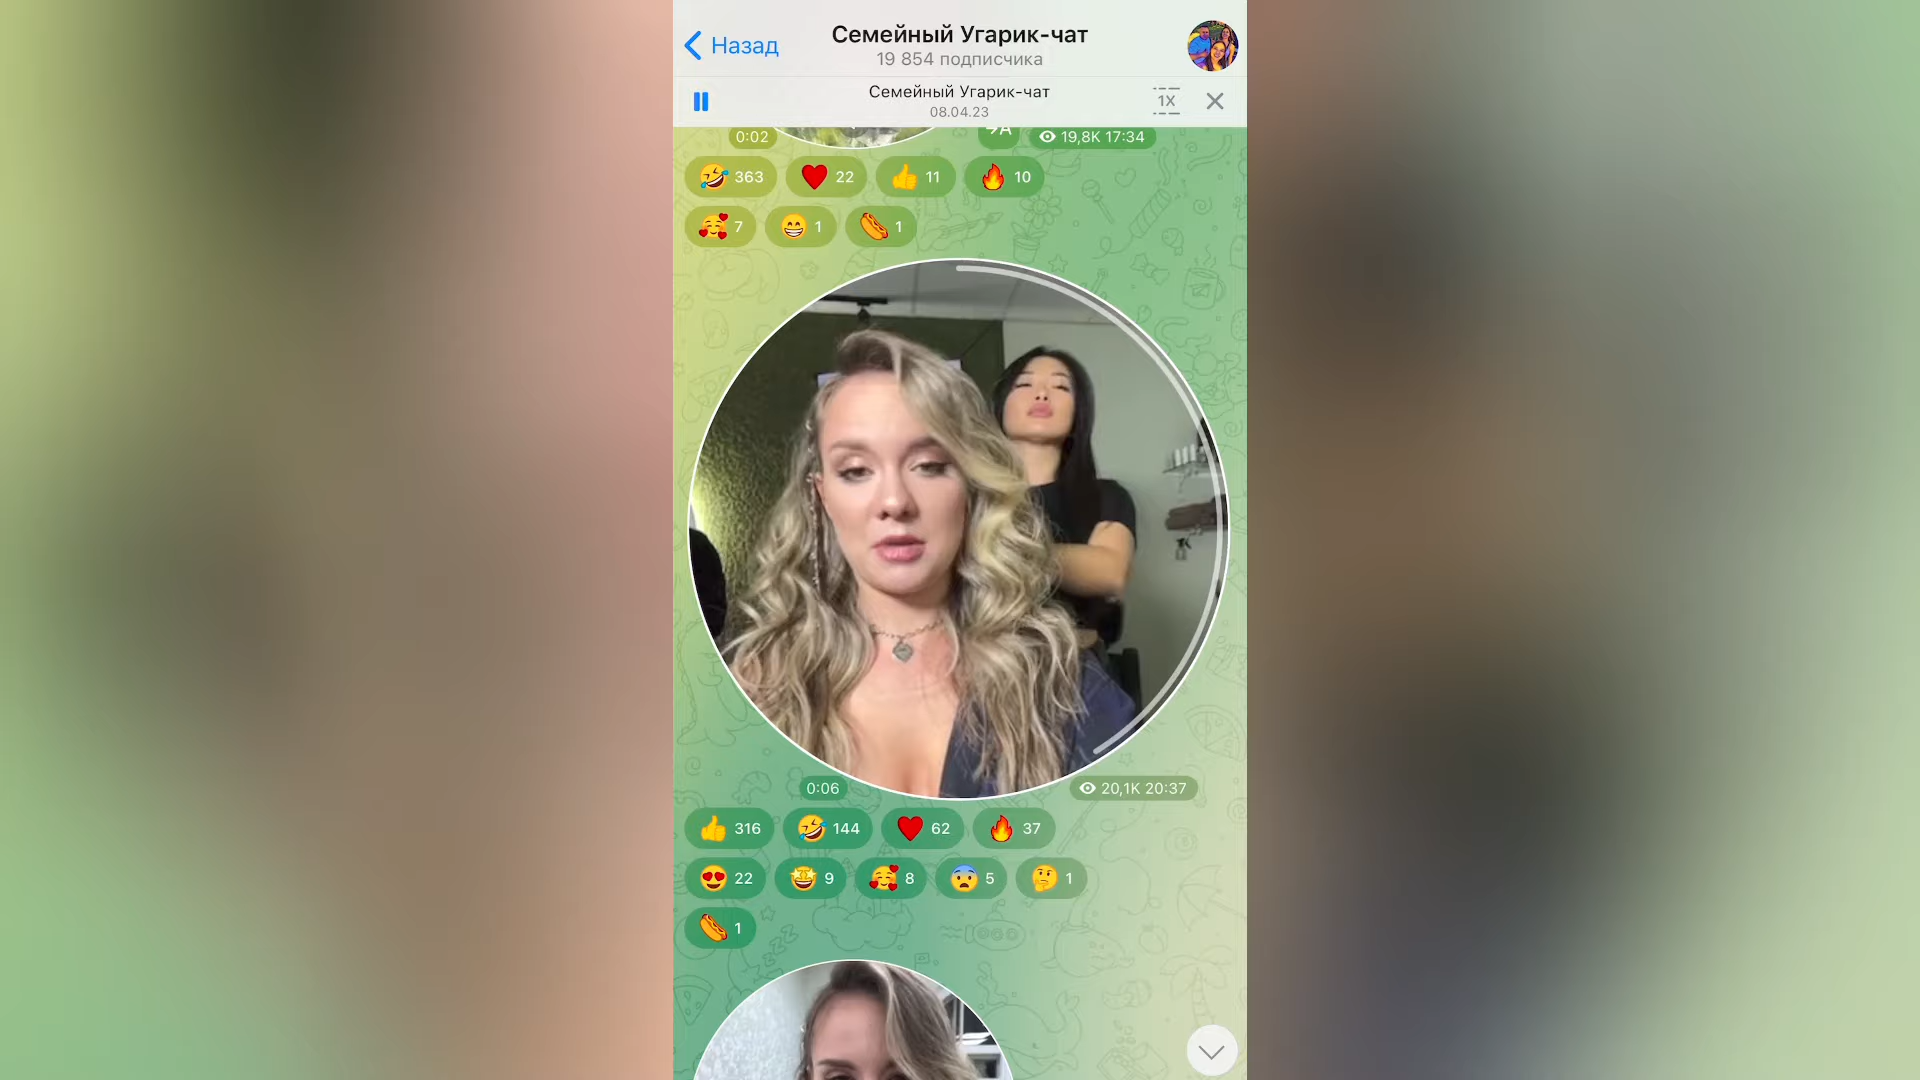 Назад
Семейный Угарик-чат
19 854 подписчика
Семейный Угарик-чат
08.04.23
1X
0:02
→A
19,8K 17:34
363
22
11
10
7
1
1
0:06
20,1K 20:37
316
144
62
37
22
9
8
5
1
1